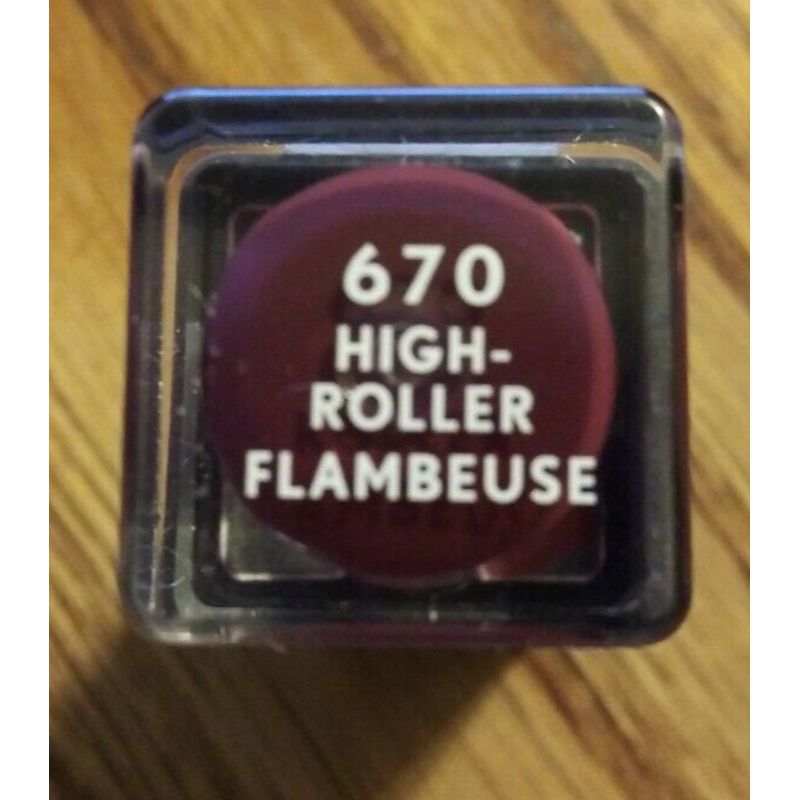 670
HIGH-
ROLLER
FLAMBEUSE